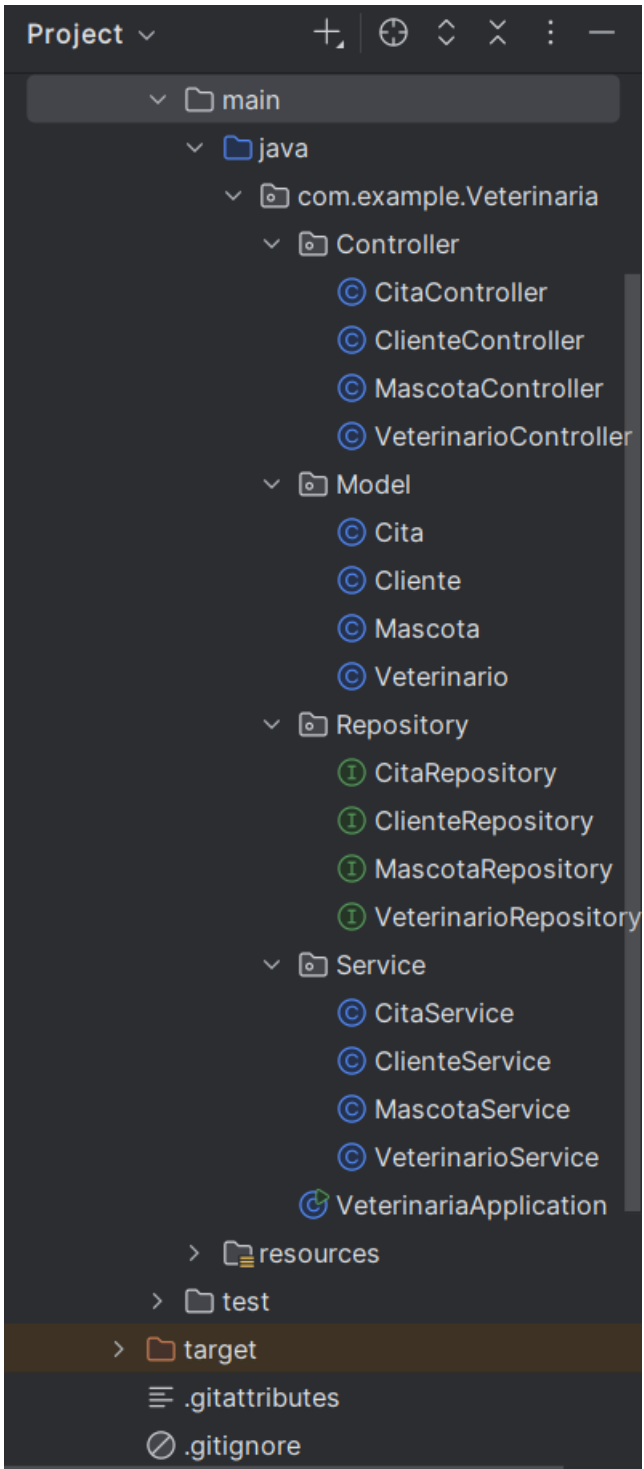 Project
main
java
com.example.Veterinaria
Controller
CitaController
ClienteController
MascotaController
VeterinarioController
Model
Cita
Cliente
Mascota
Veterinario
Repository
CitaRepository
ClienteRepository
MascotaRepository
VeterinarioRepository
Service
CitaService
ClienteService
MascotaService
VeterinarioService
VeterinariaApplication
resources
test
target
.gitattributes
.gitignore